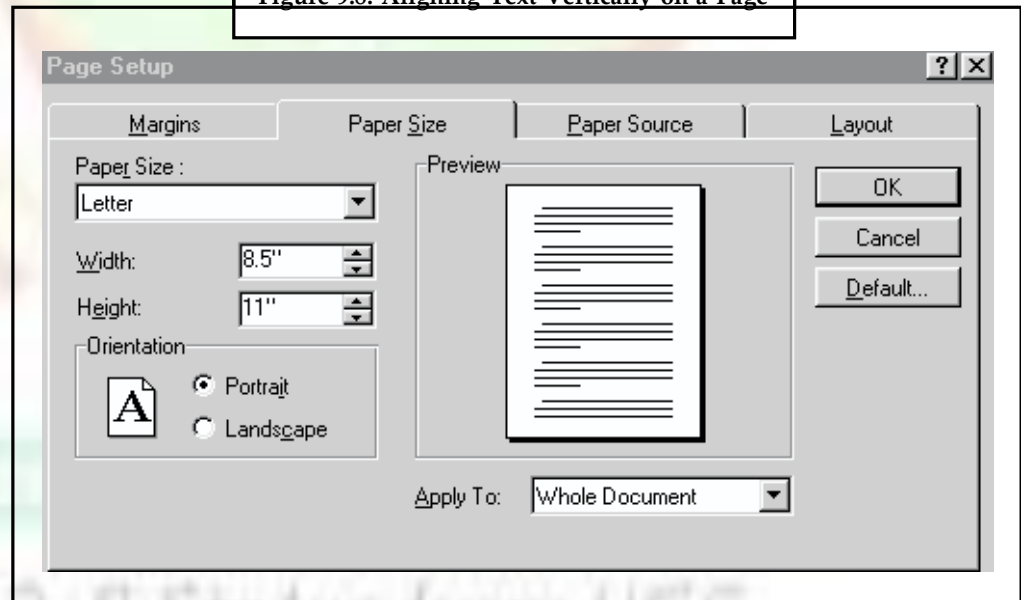 Figure 9.8: Aligning Text Vertically on a Page
Page Setup
Margins
Paper Size
Paper Source
Layout
Paper Size :
Letter
Width:
8.5"
Height:
11"
Orientation
A
Portrait
Landscape
Preview
Apply To:
Whole Document
OK
Cancel
Default...